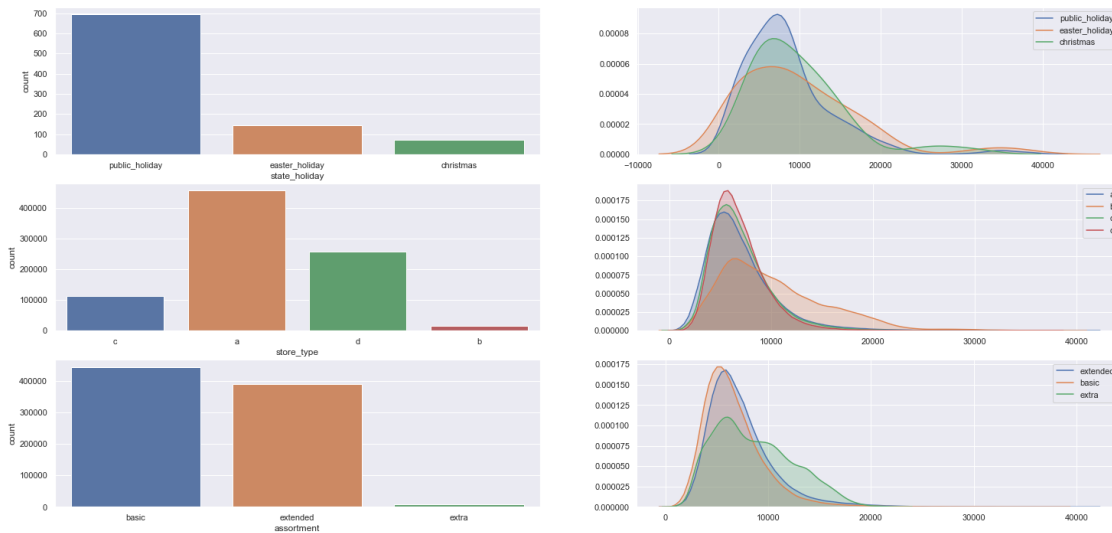 700
600
500
400
300
200
100
0
count
public_holiday
easter_holiday
christmas
state_holiday
0.00008
0.00006
0.00004
0.00002
0.00000
−10000
0
10000
20000
30000
40000
public_holiday
easter_holiday
christmas
400000
300000
200000
100000
0
count
c
a
d
b
store_type
0.000175
0.000150
0.000125
0.000100
0.000075
0.000050
0.000025
0.000000
0
10000
20000
30000
40000
a
400000
300000
200000
100000
0
count
basic
extended
extra
assortment
0.000175
0.000150
0.000125
0.000100
0.000075
0.000050
0.000025
0.000000
0
10000
20000
30000
40000
extended
basic
extra